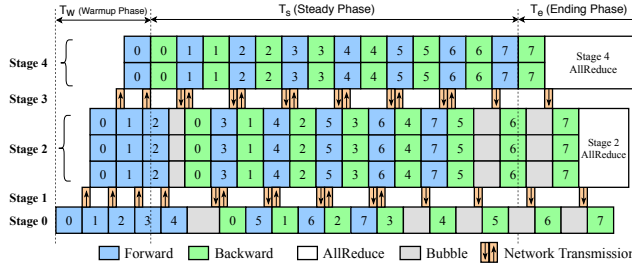 T_W (Warmup Phase) T_s (Steady Phase) T_e (Ending Phase)
Stage 4
0 0 1 1 2 2 3 3 4 4 5 5 6 6 7 7
0 0 1 1 2 2 3 3 4 4 5 5 6 6 7 7
Stage 4
AllReduce
Stage 3
Stage 2
0 1 2 0 3 1 4 2 5 3 6 4 7 5 6 7
0 1 2 0 3 1 4 2 5 3 6 4 7 5 6 7
0 1 2 0 3 1 4 2 5 3 6 4 7 5 6 7
Stage 2
AllReduce
Stage 1
Stage 0
0 1 2 3 4 0 5 1 6 2 7 3 4 5 6 7
Forward Backward AllReduce Bubble Network Transmission